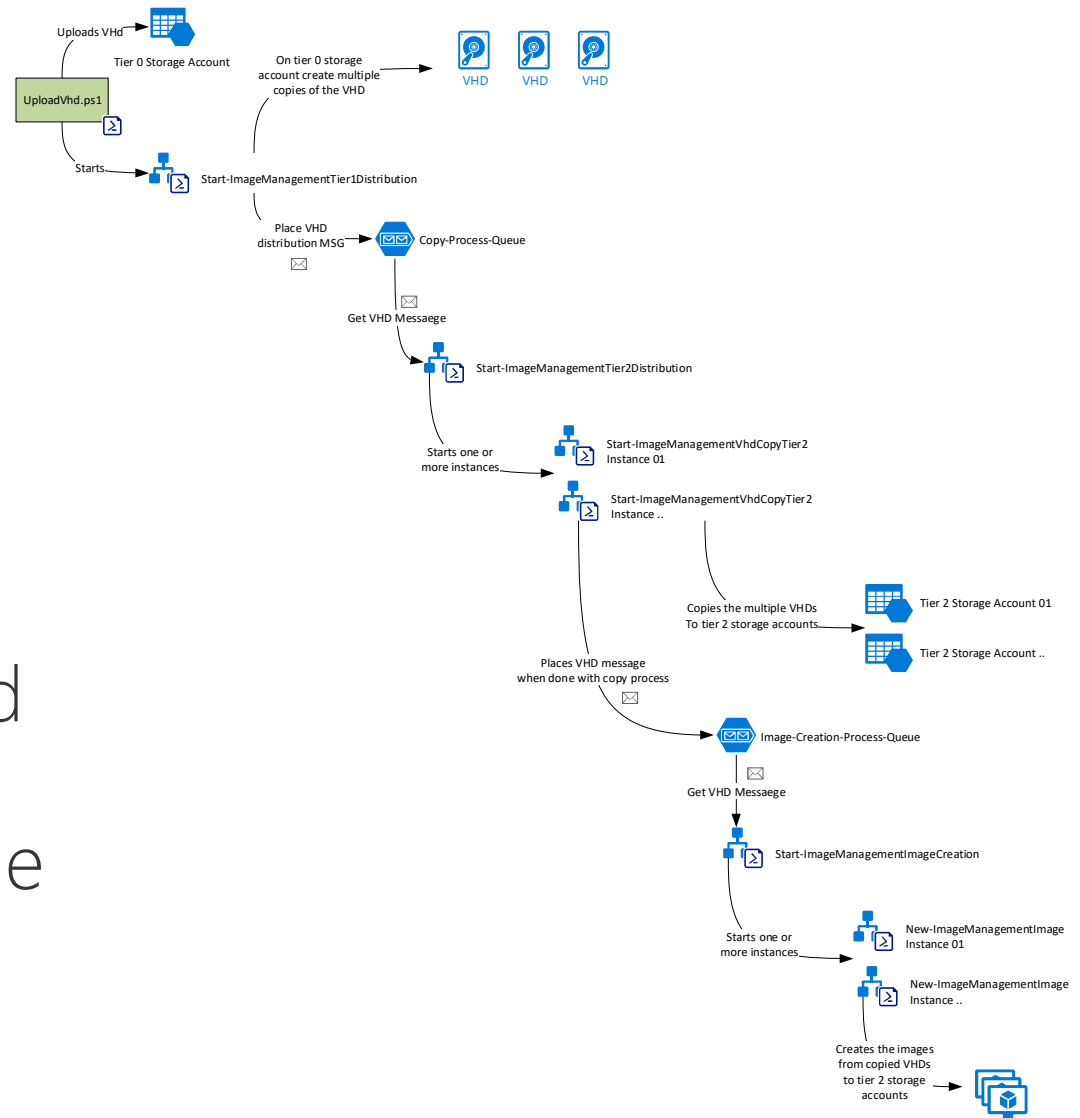 Uploads VHd
Tier 0 Storage Account
UploadVhd.ps1
On tier 0 storage
account create multiple
copies of the VHD
VHD
VHD
VHD
Starts
Start-ImageManagementTier1Distribution
Place VHD
distribution MSG
Copy-Process-Queue
Get VHD Messaege
Start-ImageManagementTier2Distribution
Starts one or
more instances
Start-ImageManagementVhdCopyTier2
Instance 01
Start-ImageManagementVhdCopyTier2
Instance ..
Copies the multiple VHDs
To tier 2 storage accounts
Tier 2 Storage Account 01
Tier 2 Storage Account ..
Places VHD message
when done with copy process
d
e
Image-Creation-Process-Queue
Get VHD Messaege
Start-ImageManagementImageCreation
Starts one or
more instances
New-ImageManagementImage
Instance 01
New-ImageManagementImage
Instance ..
Creates the images
from copied VHDs
to tier 2 storage
accounts